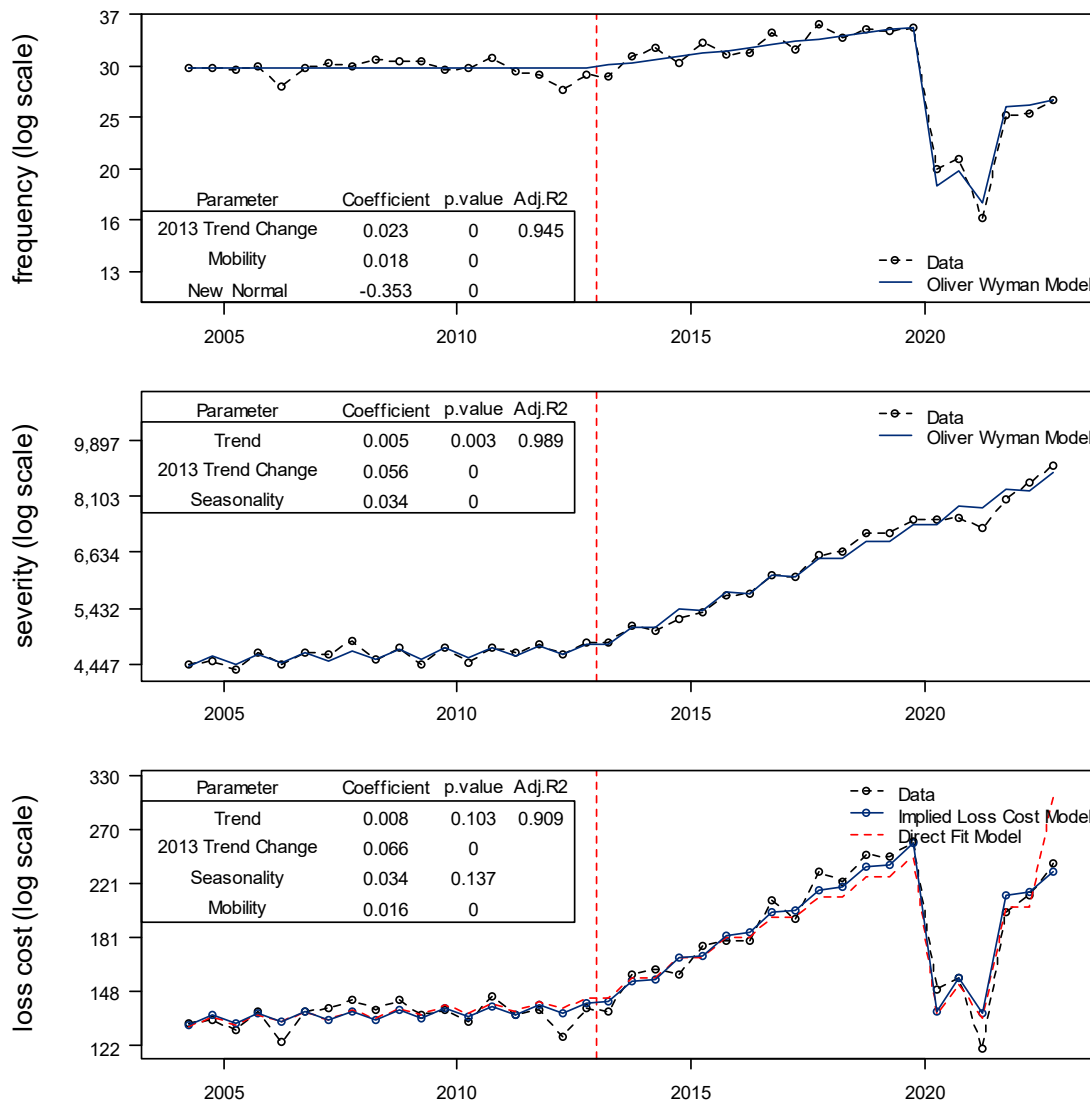 frequency (log scale)
37
30
25
20
16
13
Parameter Coefficient p.value Adj.R2
2013 Trend Change 0.023 0 0.945
Mobility 0.018 0
New Normal -0.353 0
Data
Oliver Wyman Model
2005 2010 2015 2020
severity (log scale)
9,897
8,103
6,634
5,432
4,447
Parameter Coefficient p.value Adj.R2
Trend 0.005 0.003 0.989
2013 Trend Change 0.056 0
Seasonality 0.034 0
Data
Oliver Wyman Model
2005 2010 2015 2020
loss cost (log scale)
330
270
221
181
148
122
Parameter Coefficient p.value Adj.R2
Trend 0.008 0.103 0.909
2013 Trend Change 0.066 0
Seasonality 0.034 0.137
Mobility 0.016 0
Data
Implied Loss Cost Model
Direct Fit Model
2005 2010 2015 2020